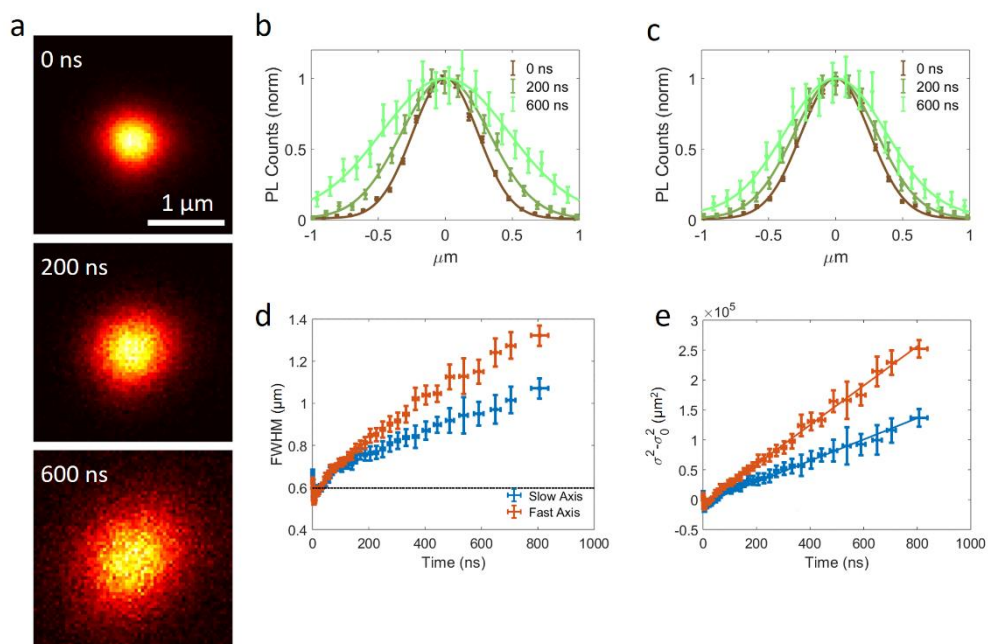 a
0 ns
1 μm
200 ns
600 ns
b
PL Counts (norm)
1
0.5
0
-1 -0.5 0 0.5 1
μm
0 ns
200 ns
600 ns
c
PL Counts (norm)
1
0.5
0
-1 -0.5 0 0.5 1
μm
0 ns
200 ns
600 ns
d
FWHM (μm)
1.4
1.2
1
0.8
0.6
0.4
0 200 400 600 800 1000
Time (ns)
Slow Axis
Fast Axis
e
×10⁵
σ²-σ₀² (μm²)
3
2.5
2
1.5
1
0.5
0
-0.5
0 200 400 600 800 1000
Time (ns)